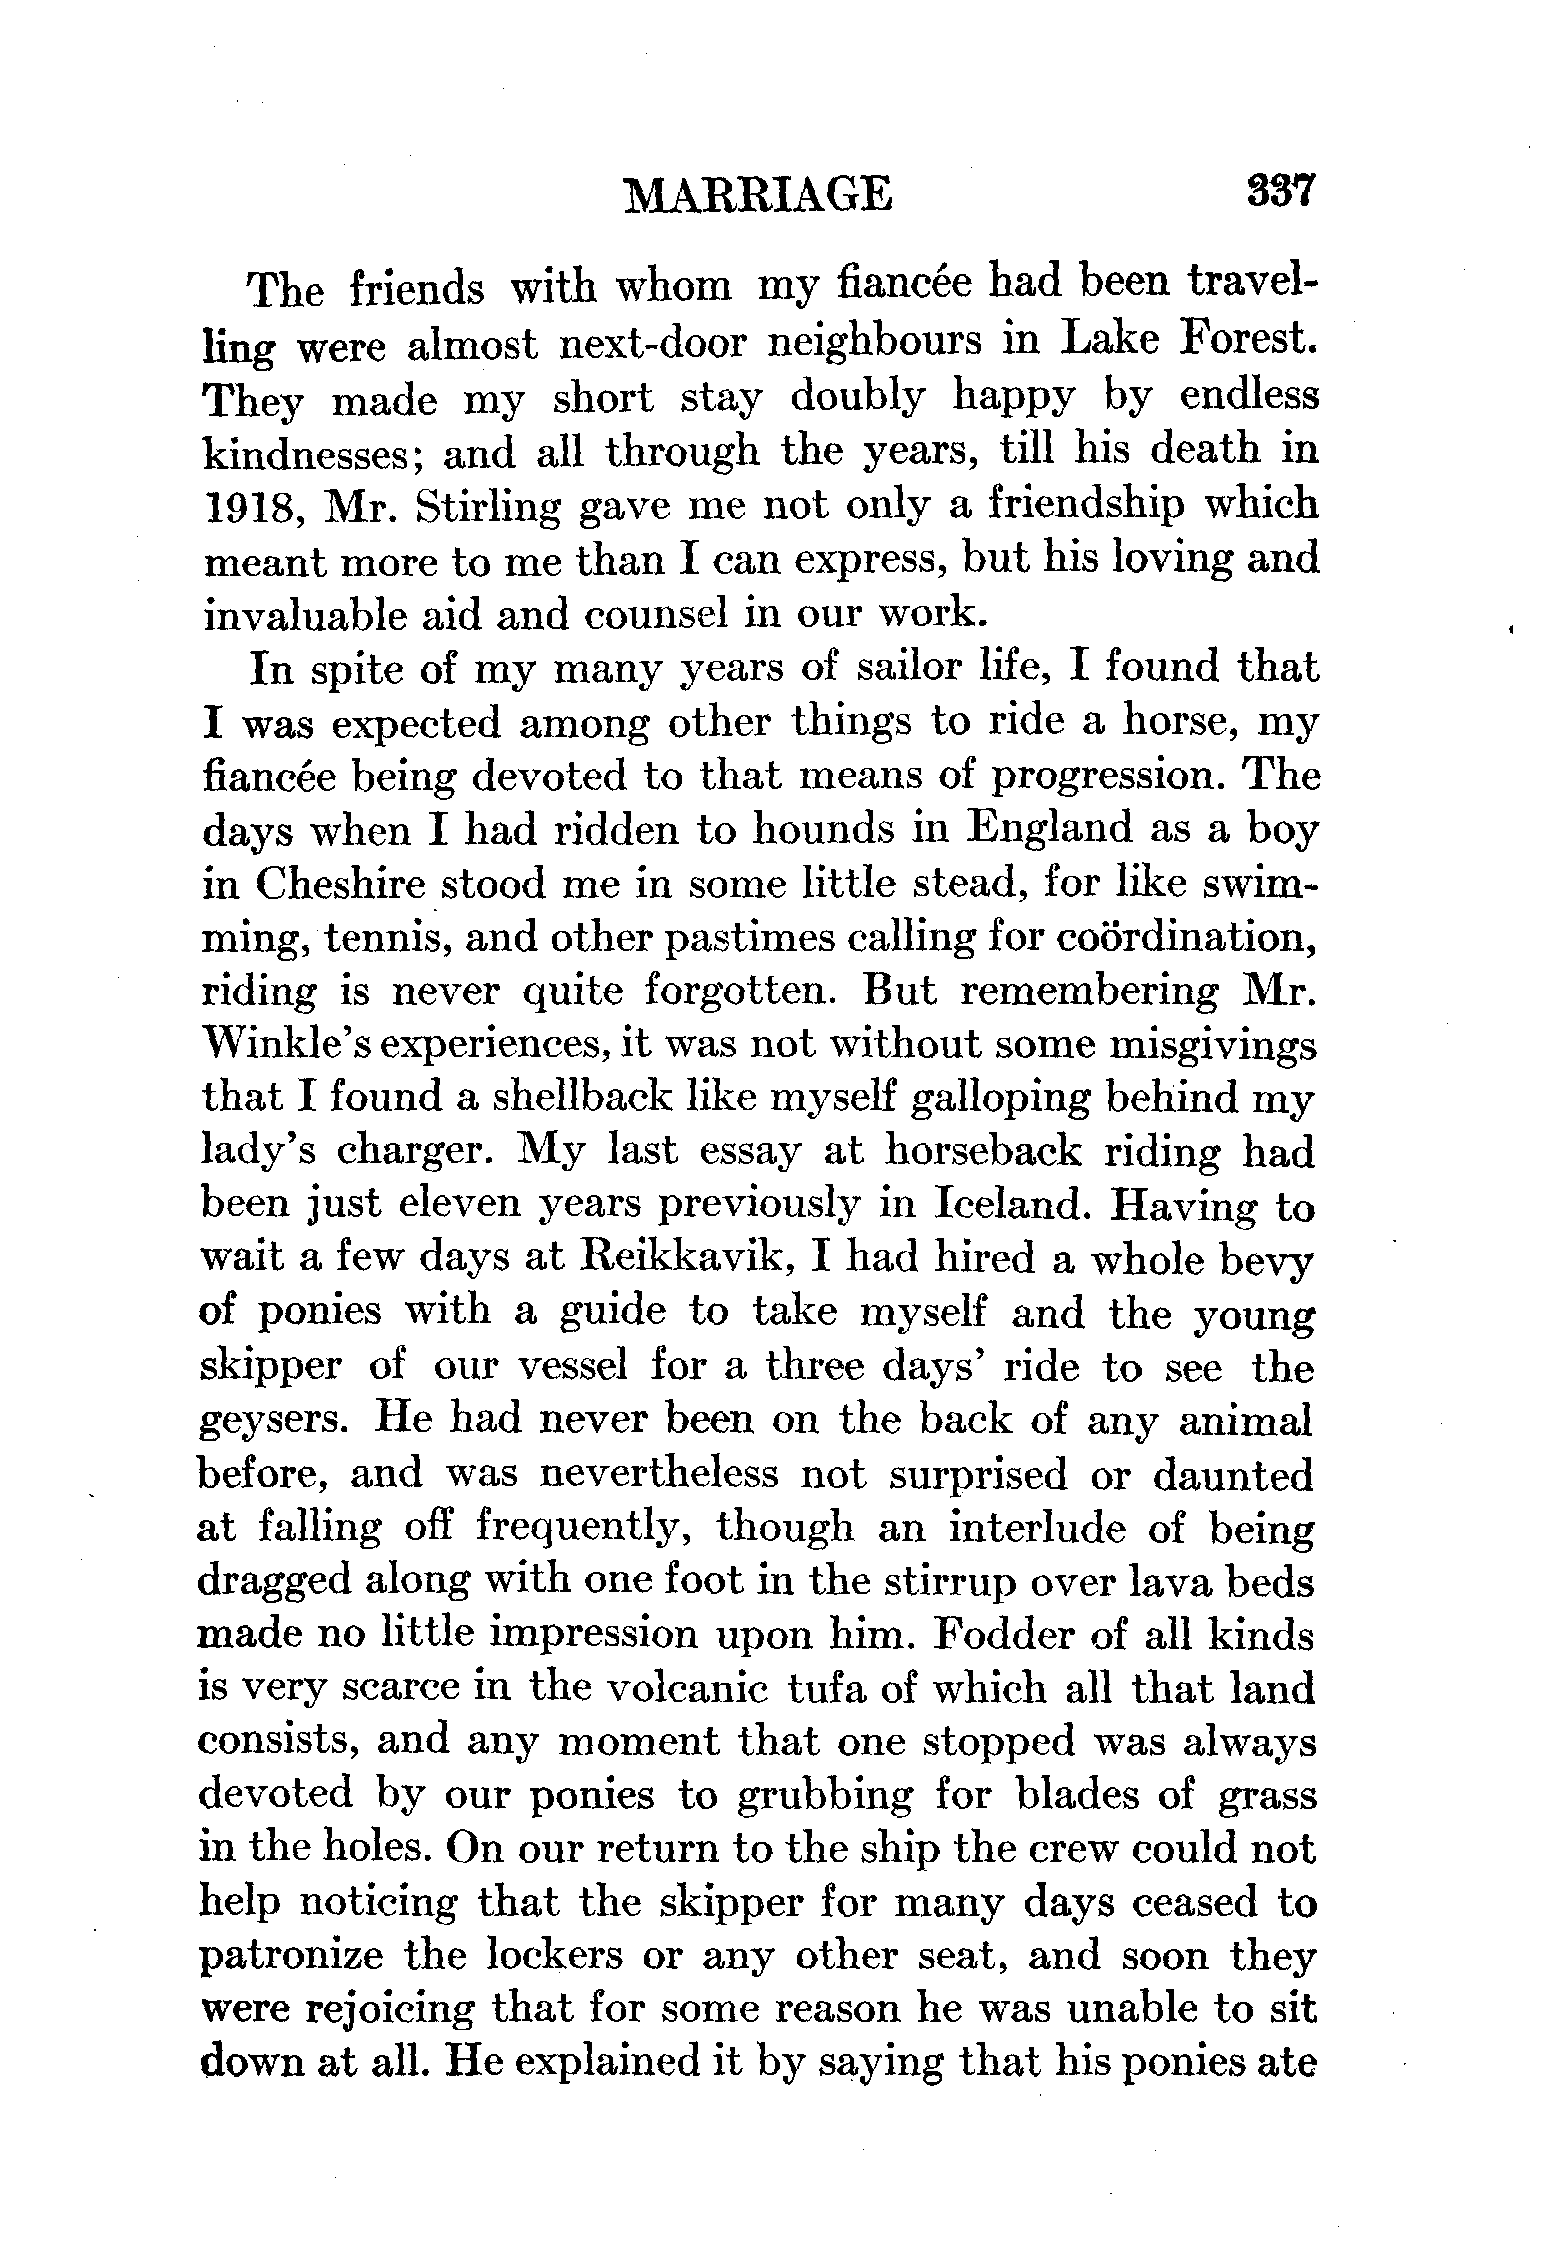 MARRIAGE 337
The friends with whom my fiancée had been travel-
ling were almost next-door neighbours in Lake Forest.
They made my short stay doubly happy by endless
kindnesses; and all through the years, till his death in
1918, Mr. Stirling gave me not only a friendship which
meant more to me than I can express, but his loving and
invaluable aid and counsel in our work.
In spite of my many years of sailor life, I found that
I was expected among other things to ride a horse, my
fiancée being devoted to that means of progression. The
days when I had ridden to hounds in England as a boy
in Cheshire stood me in some little stead, for like swim-
ming, tennis, and other pastimes calling for coördination,
riding is never quite forgotten. But remembering Mr.
Winkle's experiences, it was not without some misgivings
that I found a shellback like myself galloping behind my
lady's charger. My last essay at horseback riding had
been just eleven years previously in Iceland. Having to
wait a few days at Reikkavik, I had hired a whole bevy
of ponies with a guide to take myself and the young
skipper of our vessel for a three days' ride to see the
geysers. He had never been on the back of any animal
before, and was nevertheless not surprised or daunted
at falling off frequently, though an interlude of being
dragged along with one foot in the stirrup over lava beds
made no little impression upon him. Fodder of all kinds
is very scarce in the volcanic tufa of which all that land
consists, and any moment that one stopped was always
devoted by our ponies to grubbing for blades of grass
in the holes. On our return to the ship the crew could not
help noticing that the skipper for many days ceased to
patronize the lockers or any other seat, and soon they
were rejoicing that for some reason he was unable to sit
down at all. He explained it by saying that his ponies ate